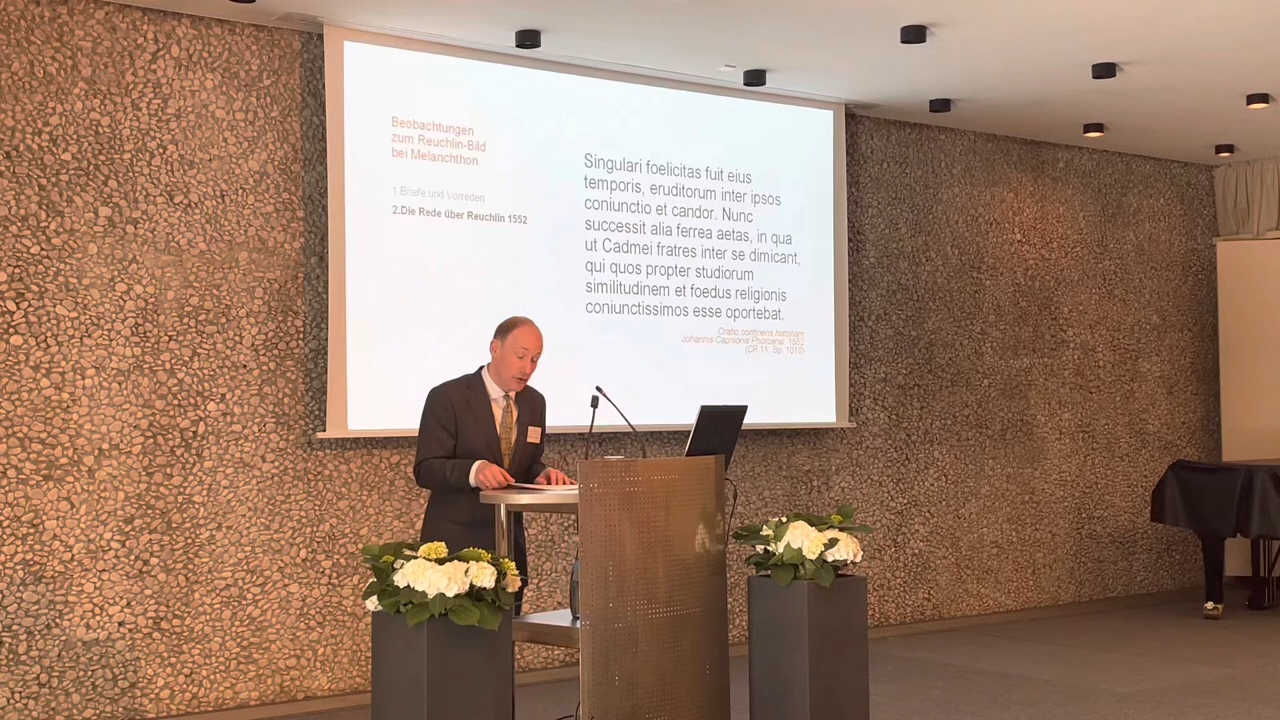 Beobachtungen
zum Reuchlin-Bild
bei Melanchthon
1.Briefe und Vorreden
2.Die Rede über Reuchlin 1552
Singulari foelicitas fuit eius
temporis, eruditorum inter ipsos
coniunctio et candor. Nunc
successit alia ferrea aetas, in qua
ut Cadmei fratres inter se dimicant,
qui quos propter studiorum
similitudinem et foedus religionis
coniunctissimos esse oportebat.
Oratio continens historiam
Johannis Capnionis Phorcensi, 1552
(CR 11, Sp. 1010)